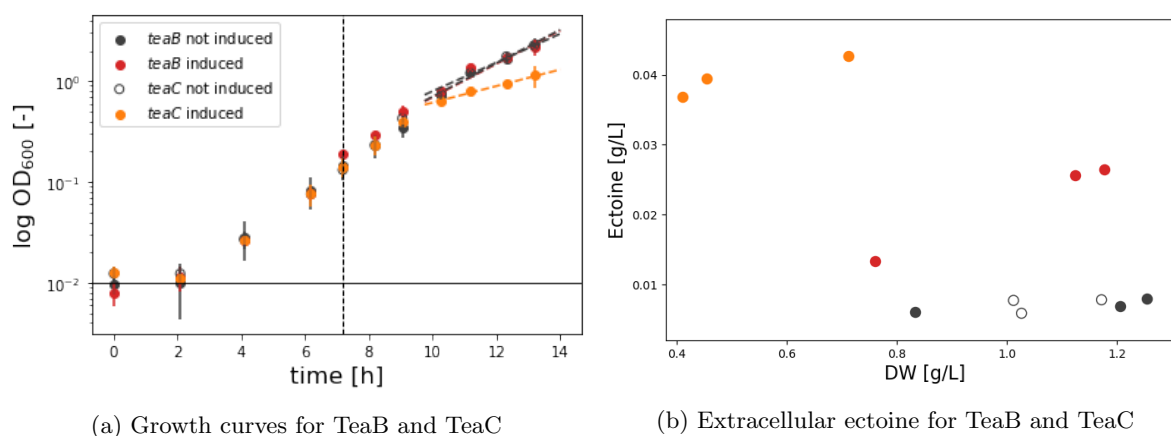 teaB not induced
teaB induced
teaC not induced
teaC induced
log OD600 [-]
10^0
10^-1
10^-2
0 2 4 6 8 10 12 14
time [h]
(a) Growth curves for TeaB and TeaC
Ectoine [g/L]
0.04
0.03
0.02
0.01
0.4 0.6 0.8 1.0 1.2
DW [g/L]
(b) Extracellular ectoine for TeaB and TeaC